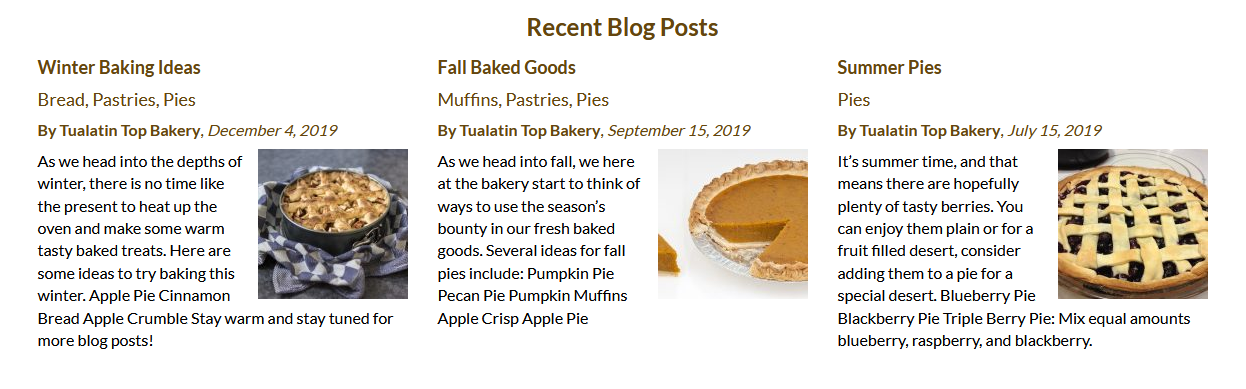 Recent Blog Posts
Winter Baking Ideas
Bread, Pastries, Pies
By Tualatin Top Bakery, December 4, 2019
As we head into the depths of
winter, there is no time like
the present to heat up the
oven and make some warm
tasty baked treats. Here are
some ideas to try baking this
winter. Apple Pie Cinnamon
Bread Apple Crumble Stay warm and stay tuned for
more blog posts!
Fall Baked Goods
Muffins, Pastries, Pies
By Tualatin Top Bakery, September 15, 2019
As we head into fall, we here
at the bakery start to think of
ways to use the season’s
bounty in our fresh baked
goods. Several ideas for fall
pies include: Pumpkin Pie
Pecan Pie Pumpkin Muffins
Apple Crisp Apple Pie
Summer Pies
Pies
By Tualatin Top Bakery, July 15, 2019
It’s summer time, and that
means there are hopefully
plenty of tasty berries. You
can enjoy them plain or for a
fruit filled desert, consider
adding them to a pie for a
special desert. Blueberry Pie
Blackberry Pie Triple Berry Pie: Mix equal amounts
blueberry, raspberry, and blackberry.